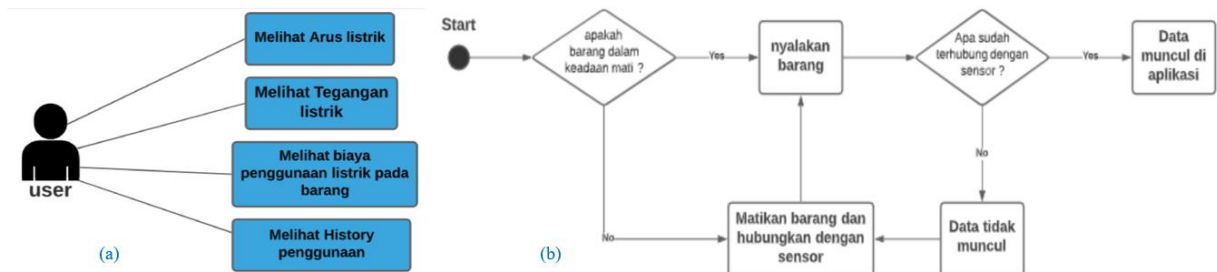 Melihat Arus listrik
Melihat Tegangan
listrik
Melihat biaya
penggunaan listrik pada
barang
Melihat History
penggunaan
user
(a)
Start
apakah
barang dalam
keadaan mati ?
Yes
nyalakan
barang
Apa sudah
terhubung dengan
sensor ?
Yes
Data
muncul di
aplikasi
No
No
Matikan barang dan
hubungkan dengan
sensor
Data tidak
muncul
(b)